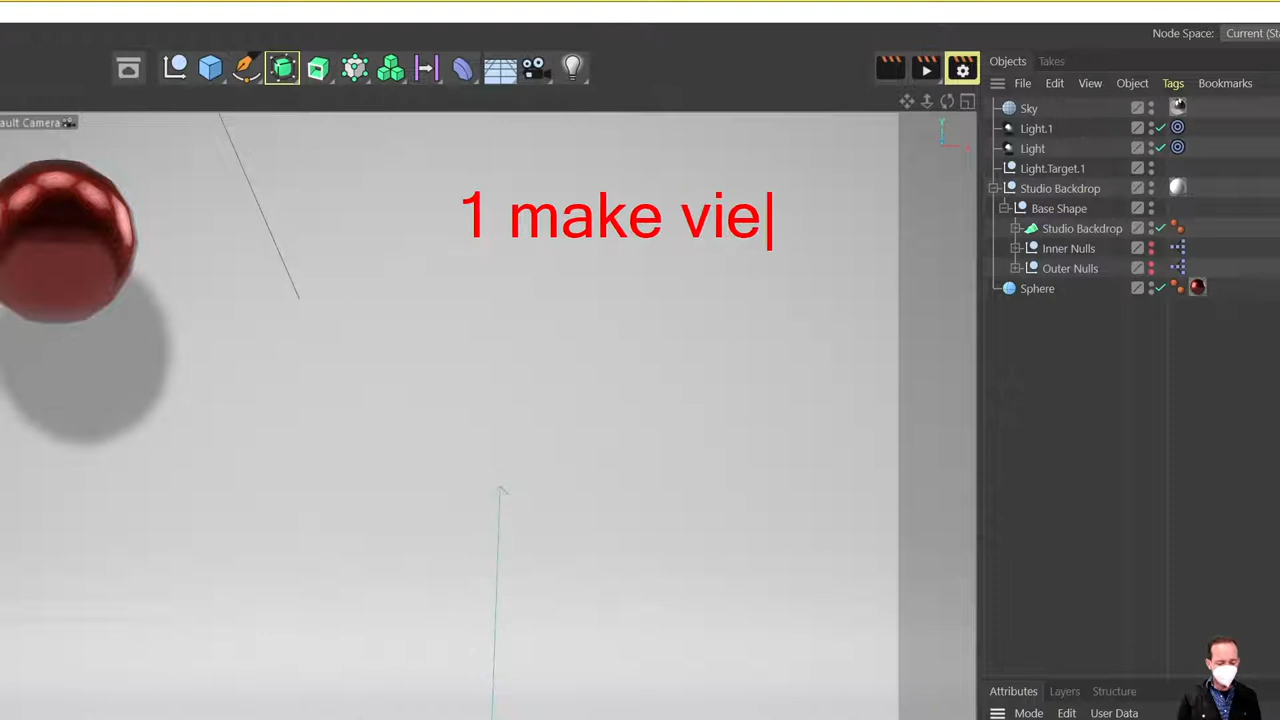 Node Space:
Current (Sta
Objects
Takes
File
Edit
View
Object
Tags
Bookmarks
ault Camera
Y
Sky
Light.1
Light
Light.Target.1
Studio Backdrop
Base Shape
Studio Backdrop
Inner Nulls
Outer Nulls
Sphere
1 make vie
Attributes
Layers
Structure
Mode
Edit
User Data